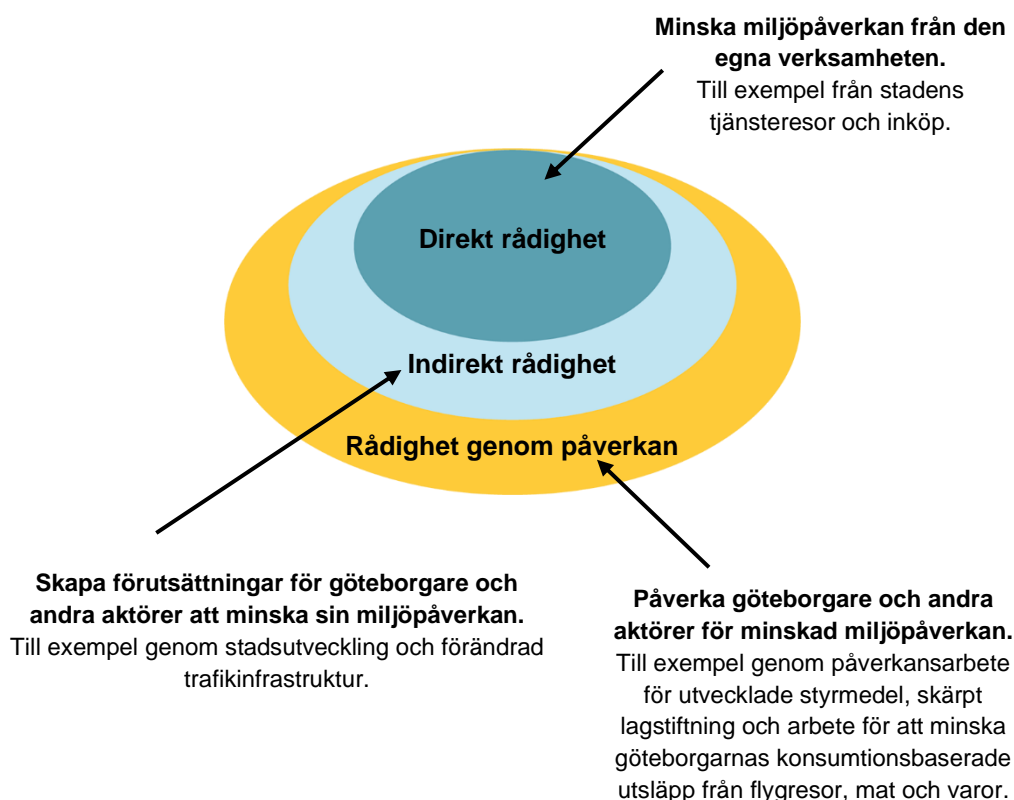 Minska miljöpåverkan från den
egna verksamheten.
Till exempel från stadens
tjänsteresor och inköp.
Direkt rådighet
Indirekt rådighet
Rådighet genom påverkan
Skapa förutsättningar för göteborgare och
andra aktörer att minska sin miljöpåverkan.
Till exempel genom stadsutveckling och förändrad
trafikinfrastruktur.
Påverka göteborgare och andra
aktörer för minskad miljöpåverkan.
Till exempel genom påverkansarbete
för utvecklade styrmedel, skärpt
lagstiftning och arbete för att minska
göteborgarnas konsumtionsbaserade
utsläpp från flygresor, mat och varor.